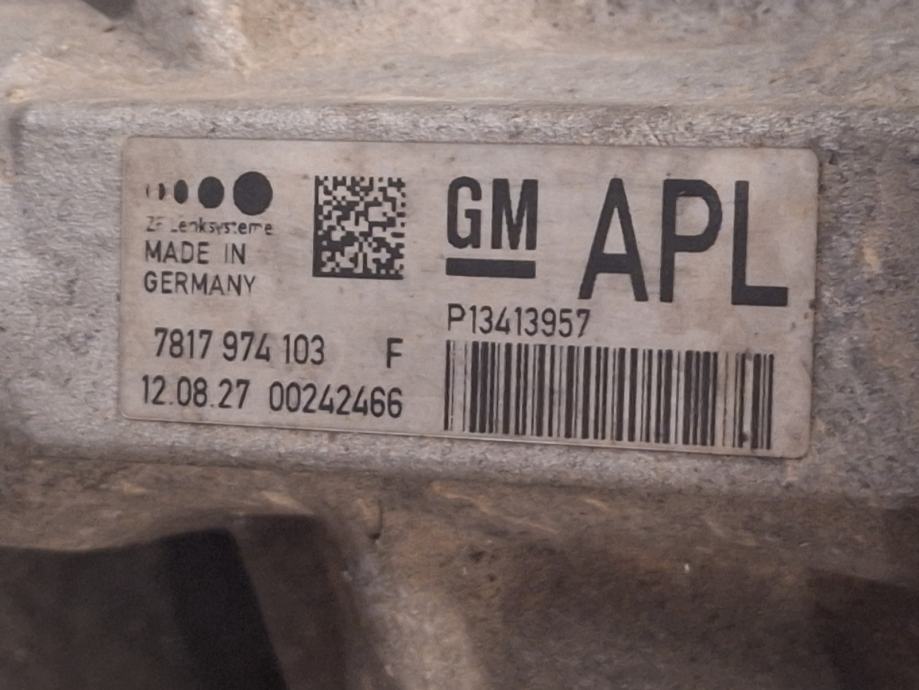 ZF Lenksysteme
MADE IN
GERMANY
7817 974 103 F
12.08.27 00242466
GM APL
P13413957